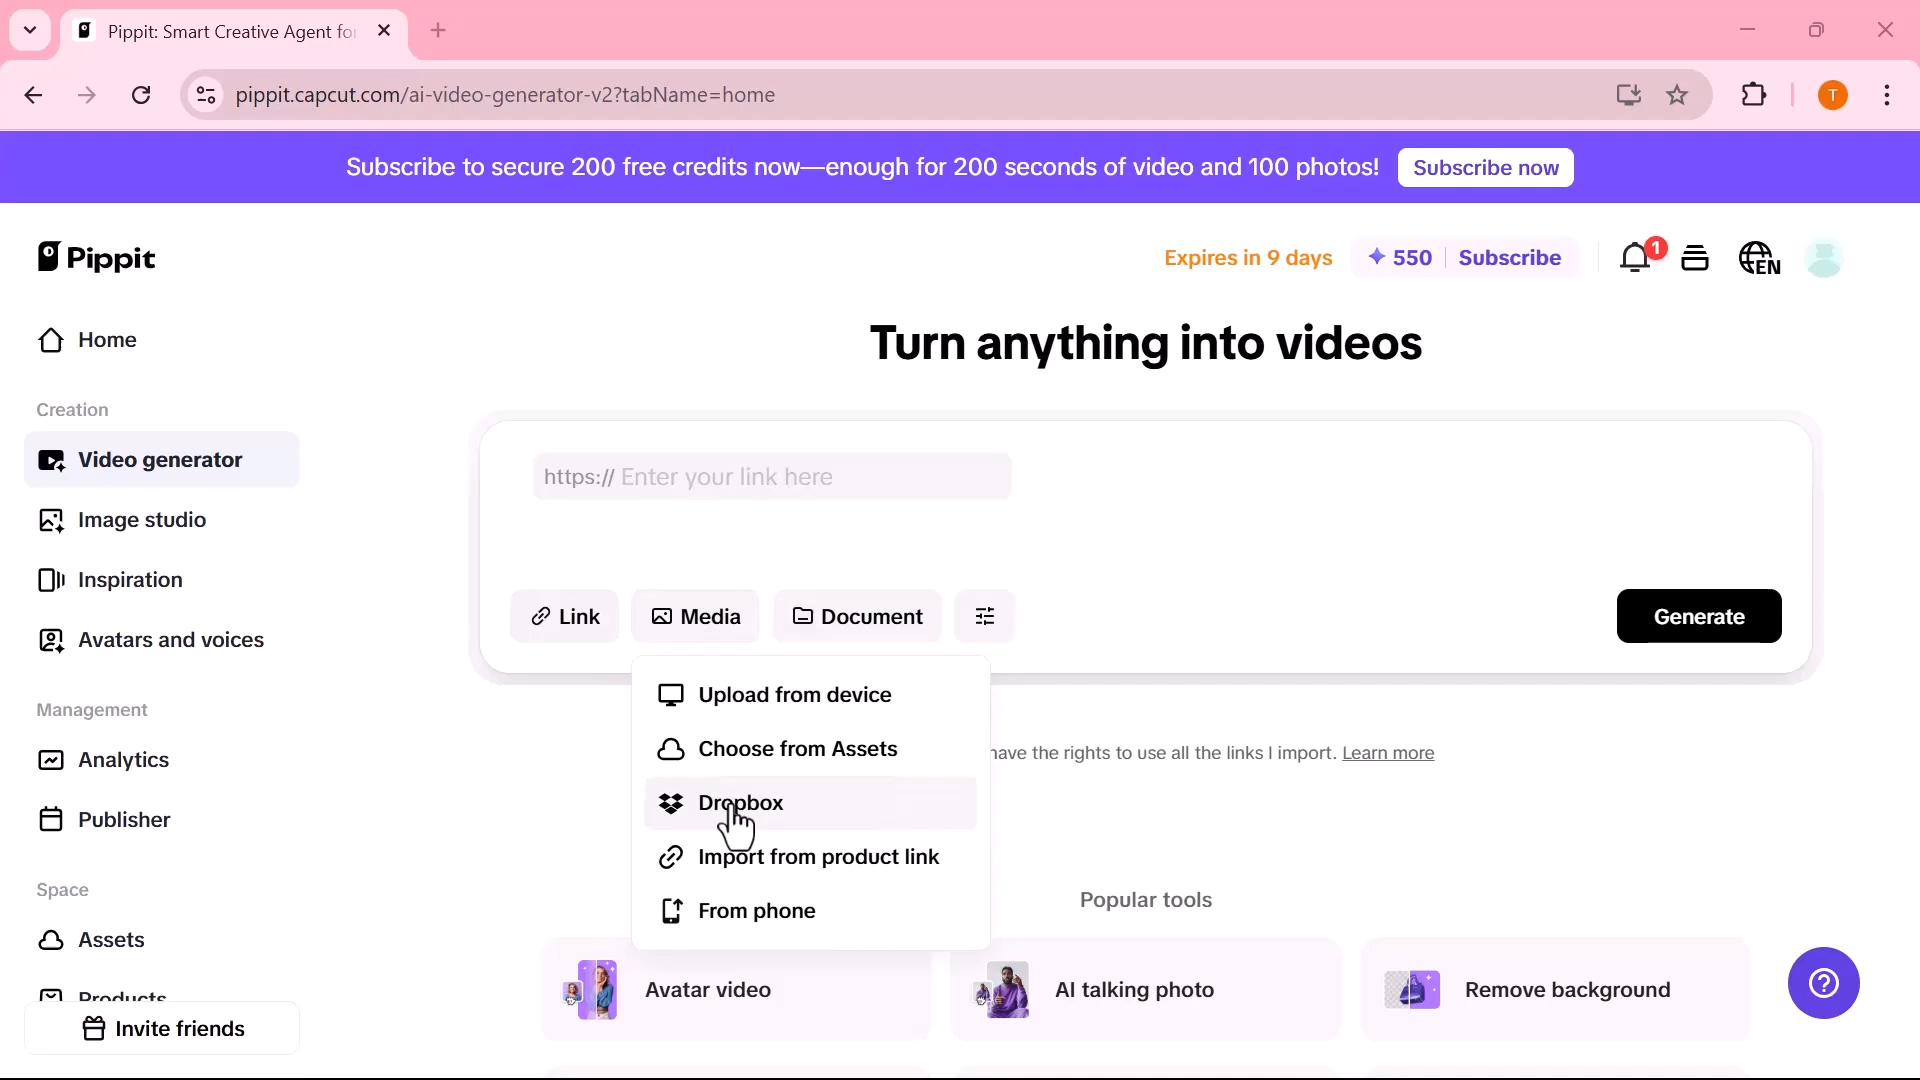 Pippit: Smart Creative Agent for
pippit.capcut.com/ai-video-generator-v2?tabName=home
T
Subscribe to secure 200 free credits now—enough for 200 seconds of video and 100 photos!
Subscribe now
Pippit
Expires in 9 days
550
Subscribe
1
EN
Home
Creation
Video generator
Image studio
Inspiration
Avatars and voices
Management
Analytics
Publisher
Space
Assets
Products
Invite friends
Turn anything into videos
https:// Enter your link here
Link
Media
Document
Generate
Upload from device
Choose from Assets
Dropbox
Import from product link
From phone
have the rights to use all the links I import. Learn more
Popular tools
Avatar video
AI talking photo
Remove background